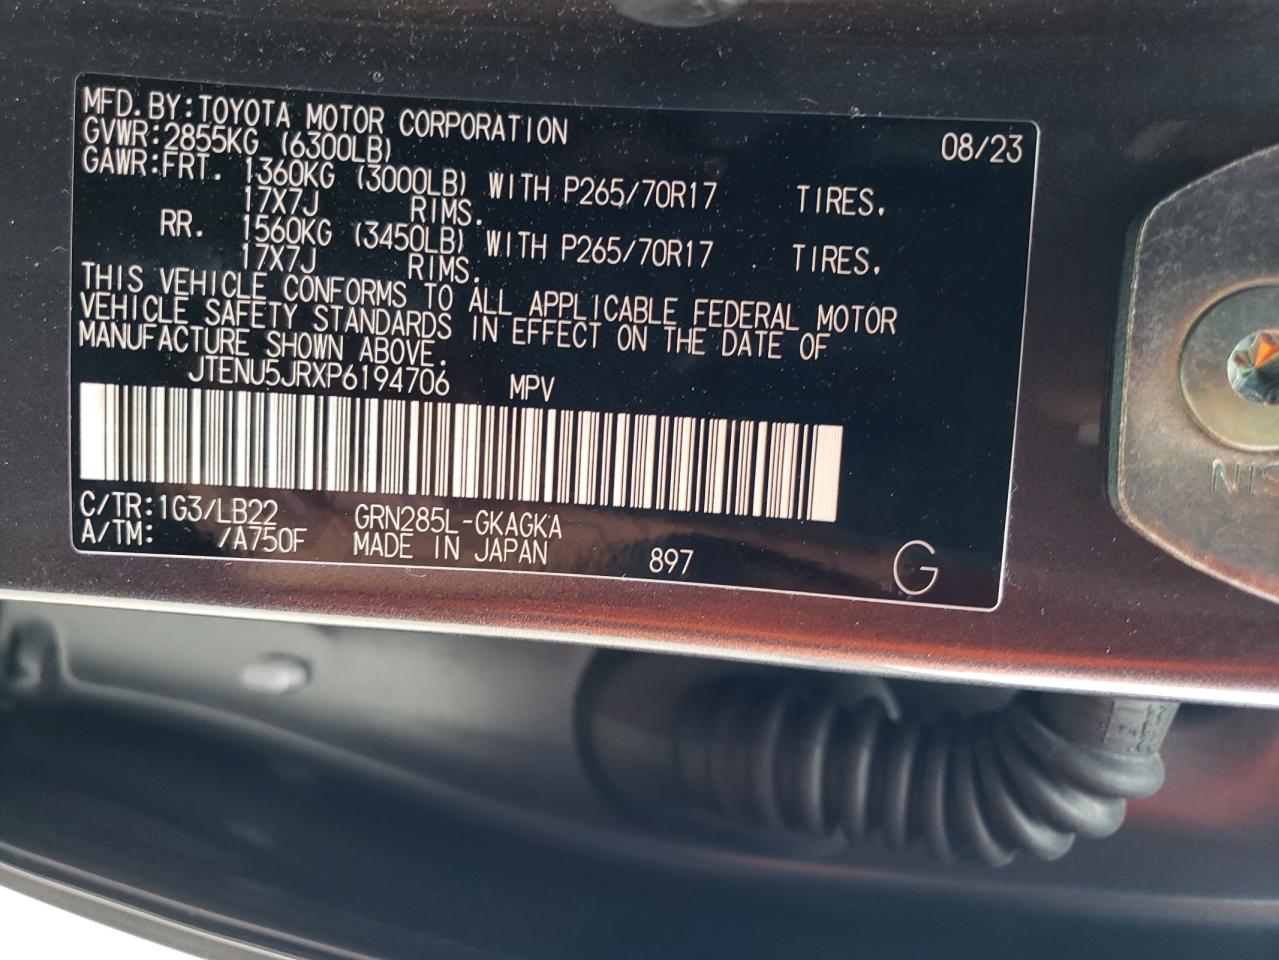 MFD. BY: TOYOTA MOTOR CORPORATION 08/23
GVWR: 2855KG (6300LB)
GAWR: FRT. 1360KG (3000LB) WITH P265/70R17 TIRES.
17X7J RIMS.
RR. 1560KG (3450LB) WITH P265/70R17 TIRES.
17X7J RIMS.
THIS VEHICLE CONFORMS TO ALL APPLICABLE FEDERAL MOTOR
VEHICLE SAFETY STANDARDS IN EFFECT ON THE DATE OF
MANUFACTURE SHOWN ABOVE.
JTENU5JRXP6194706 MPV
C/TR: 1G3/LB22 GRN285L-GKAGKA
A/TM: /A750F MADE IN JAPAN 897 G